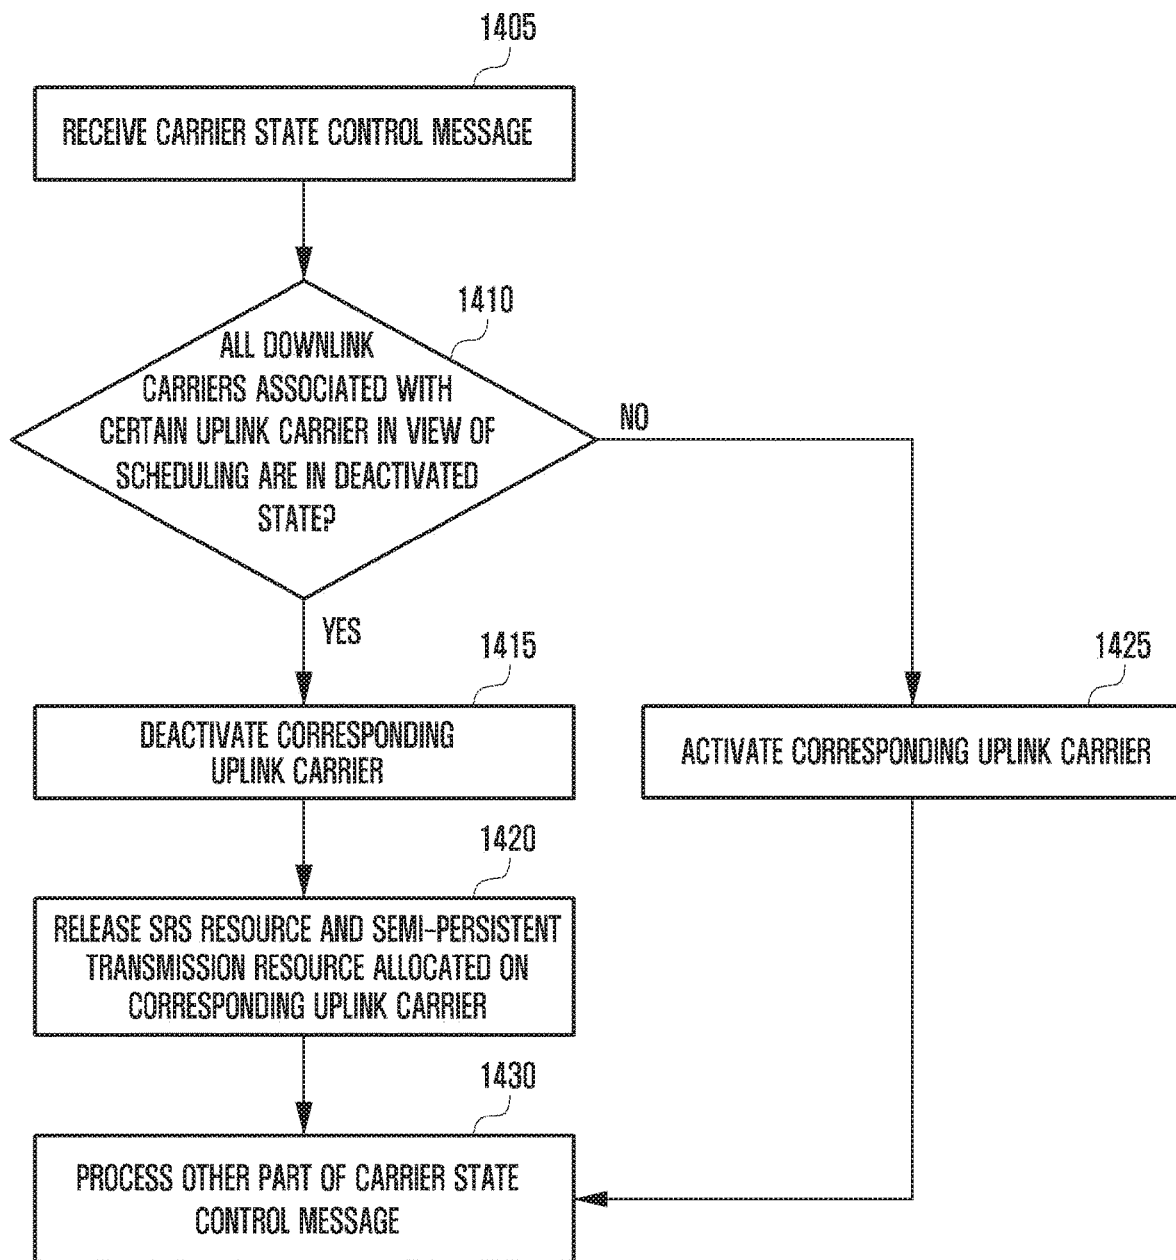 1405
RECEIVE CARRIER STATE CONTROL MESSAGE
1410
ALL DOWNLINK
CARRIERS ASSOCIATED WITH
CERTAIN UPLINK CARRIER IN VIEW OF
SCHEDULING ARE IN DEACTIVATED
STATE?
NO
YES
1415
DEACTIVATE CORRESPONDING
UPLINK CARRIER
1425
ACTIVATE CORRESPONDING UPLINK CARRIER
1420
RELEASE SRS RESOURCE AND SEMI-PERSISTENT
TRANSMISSION RESOURCE ALLOCATED ON
CORRESPONDING UPLINK CARRIER
1430
PROCESS OTHER PART OF CARRIER STATE
CONTROL MESSAGE